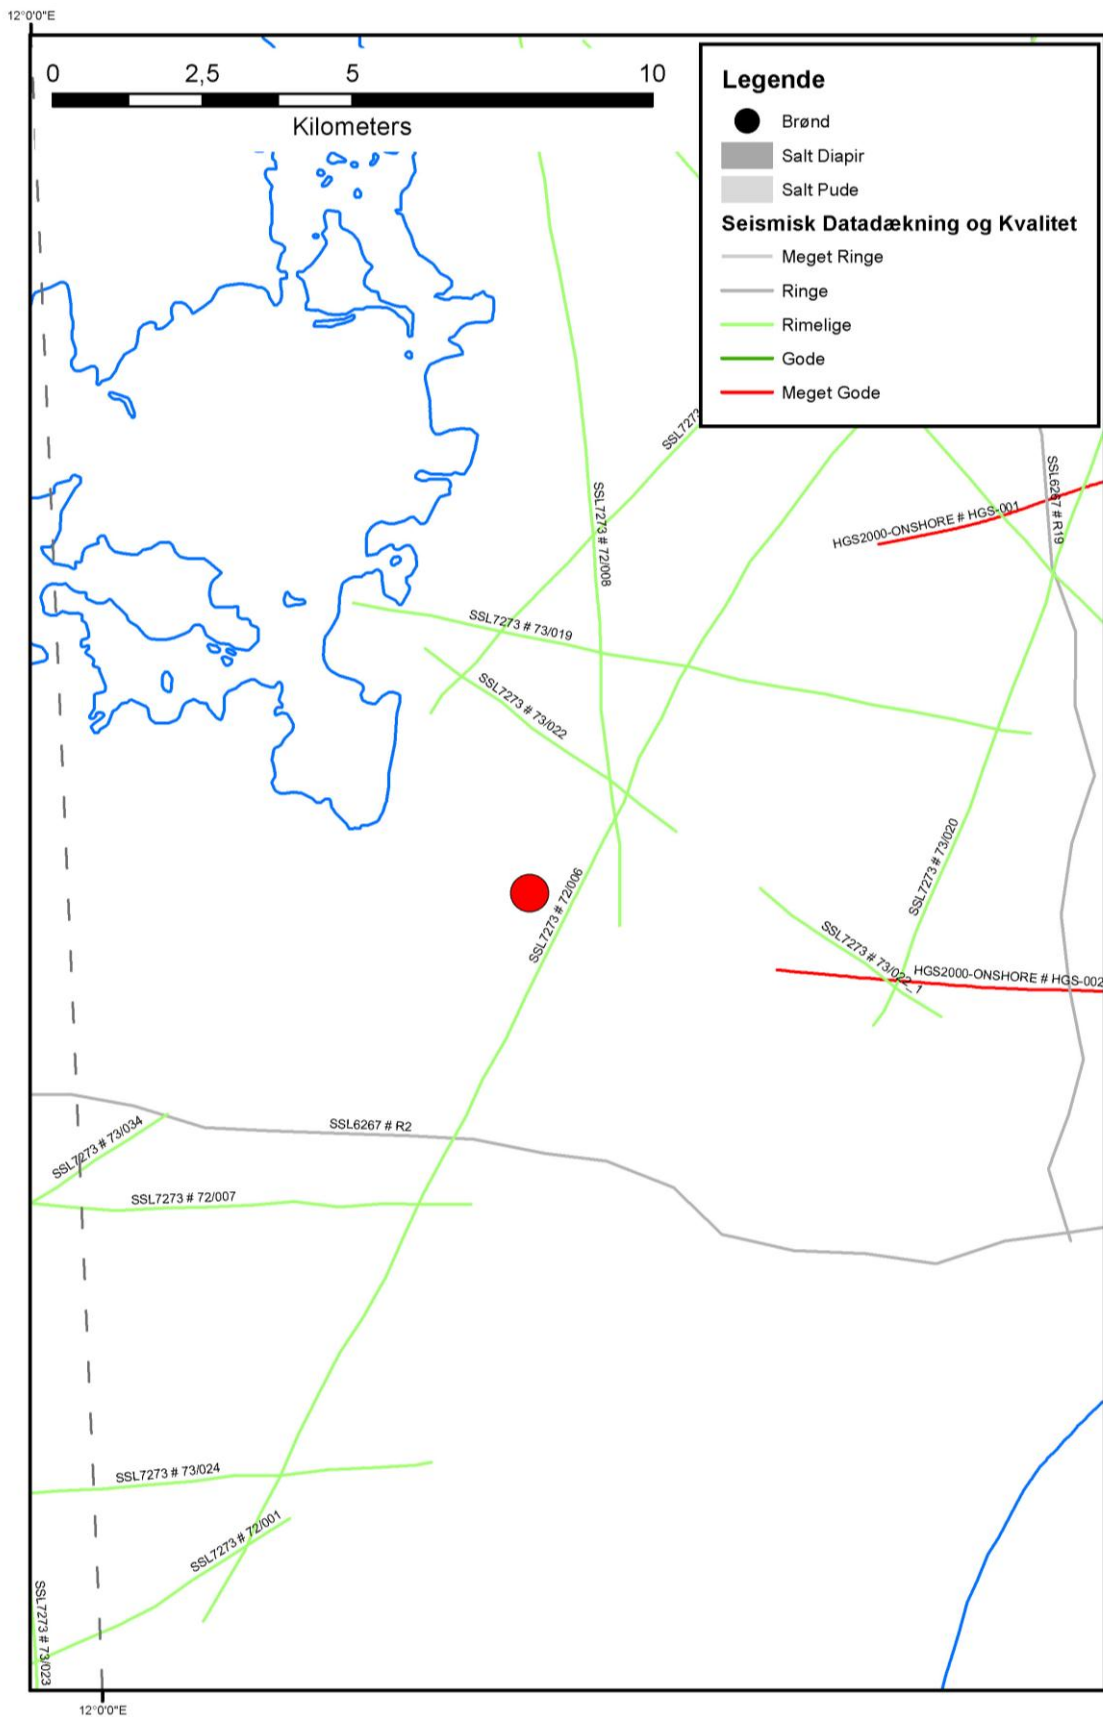 12°0'0"E
0 2,5 5 10
Kilometers
Legende
Brønd
Salt Diapir
Salt Pude
Seismisk Datadækning og Kvalitet
Meget Ringe
Ringe
Rimelige
Gode
Meget Gode
SSL7273
SSL6267 # R19
SSL7273 # 72/008
HGS2000-ONSHORE # HGS-001
SSL7273 # 73/019
SSL7273 # 73/022
SSL7273 # 73/020
SSL7273 # 72/006
SSL7273 # 73/022_1
HGS2000-ONSHORE # HGS-002
SSL7273 # 73/034
SSL6267 # R2
SSL7273 # 72/007
SSL7273 # 73/024
SSL7273 # 72/001
SSL7273 # 73/023
12°0'0"E